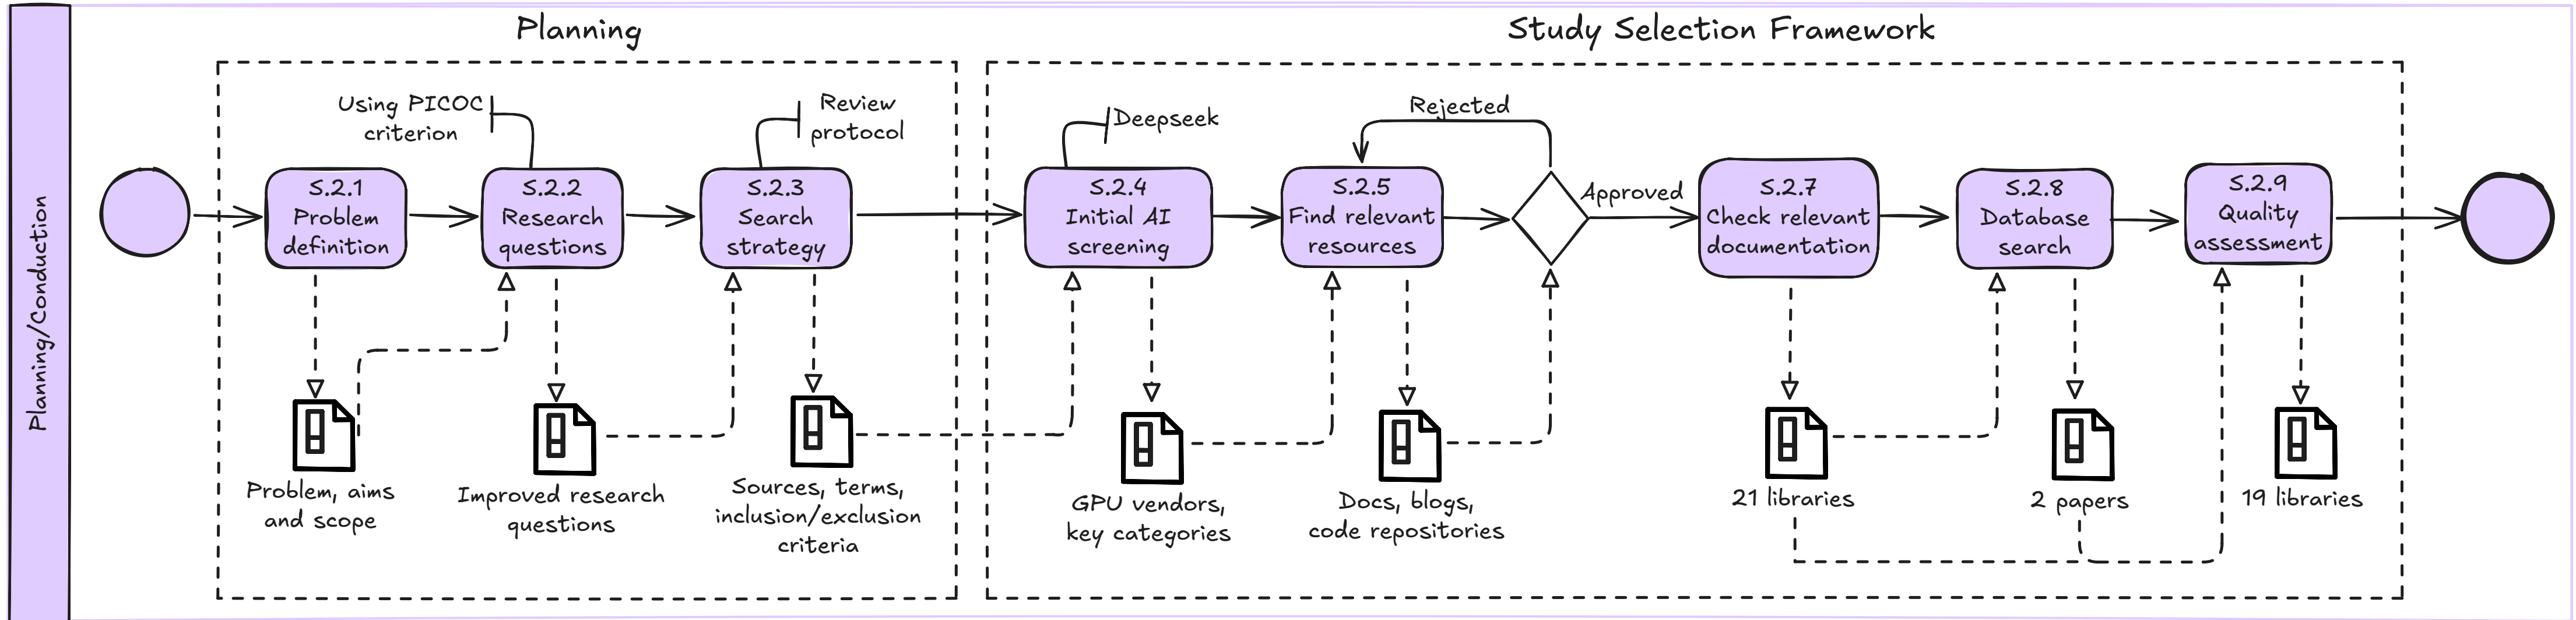 Planning/Conduction
Planning
Using PICOC
criterion
Review
protocol
S.2.1
Problem
definition
S.2.2
Research
questions
S.2.3
Search
strategy
Problem, aims
and scope
Improved research
questions
Sources, terms,
inclusion/exclusion
criteria
Study Selection Framework
Deepseek
Rejected
S.2.4
Initial AI
screening
S.2.5
Find relevant
resources
Approved
S.2.7
Check relevant
documentation
S.2.8
Database
search
S.2.9
Quality
assessment
GPU vendors,
key categories
Docs, blogs,
code repositories
21 libraries
2 papers
19 libraries